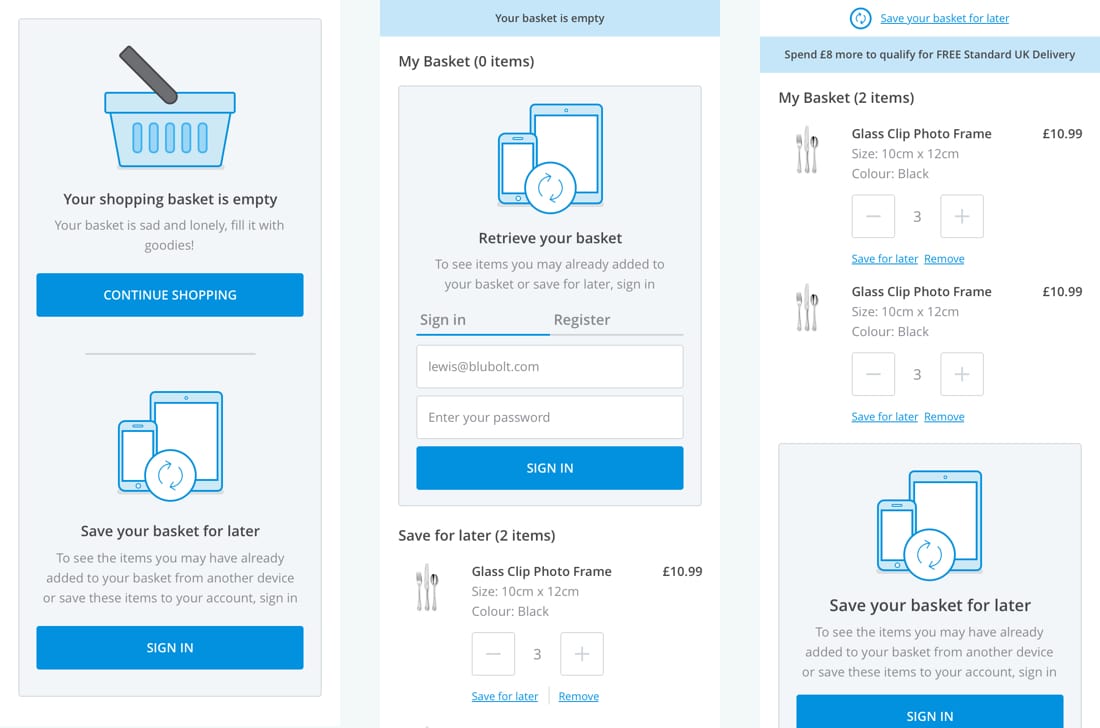 Your shopping basket is empty
Your basket is sad and lonely, fill it with
goodies!
CONTINUE SHOPPING
Save your basket for later
To see the items you may have already
added to your basket from another device
or save these items to your account, sign in
SIGN IN
Your basket is empty
My Basket (0 items)
Retrieve your basket
To see items you may already added to
your basket or save for later, sign in
Sign in Register
lewis@blubolt.com
Enter your password
SIGN IN
Save for later (2 items)
Glass Clip Photo Frame £10.99
Size: 10cm x 12cm
Colour: Black
3
Save for later Remove
Save your basket for later
Spend £8 more to qualify for FREE Standard UK Delivery
My Basket (2 items)
Glass Clip Photo Frame £10.99
Size: 10cm x 12cm
Colour: Black
3
Save for later Remove
Glass Clip Photo Frame £10.99
Size: 10cm x 12cm
Colour: Black
3
Save for later Remove
Save your basket for later
To see the items you may have already
added to your basket from another device
or save these items to your account, sign in
SIGN IN